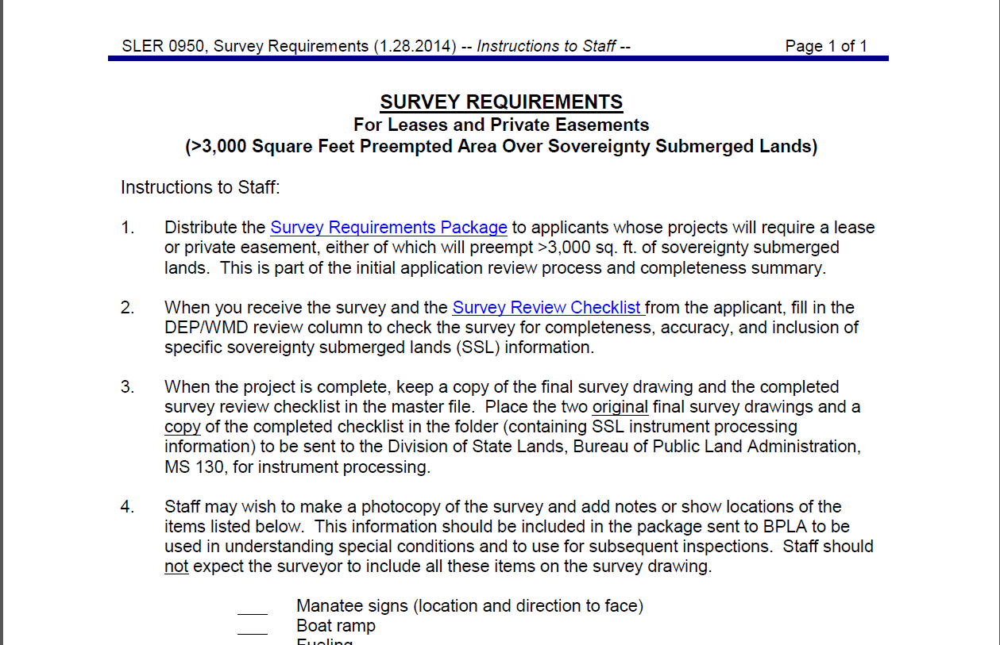 SLER 0950, Survey Requirements (1.28.2014) -- Instructions to Staff -- Page 1 of 1
SURVEY REQUIREMENTS
For Leases and Private Easements
(>3,000 Square Feet Preempted Area Over Sovereignty Submerged Lands)
Instructions to Staff:
1. Distribute the Survey Requirements Package to applicants whose projects will require a lease
or private easement, either of which will preempt >3,000 sq. ft. of sovereignty submerged
lands. This is part of the initial application review process and completeness summary.
2. When you receive the survey and the Survey Review Checklist from the applicant, fill in the
DEP/WMD review column to check the survey for completeness, accuracy, and inclusion of
specific sovereignty submerged lands (SSL) information.
3. When the project is complete, keep a copy of the final survey drawing and the completed
survey review checklist in the master file. Place the two original final survey drawings and a
copy of the completed checklist in the folder (containing SSL instrument processing
information) to be sent to the Division of State Lands, Bureau of Public Land Administration,
MS 130, for instrument processing.
4. Staff may wish to make a photocopy of the survey and add notes or show locations of the
items listed below. This information should be included in the package sent to BPLA to be
used in understanding special conditions and to use for subsequent inspections. Staff should
not expect the surveyor to include all these items on the survey drawing.
___ Manatee signs (location and direction to face)
___ Boat ramp
Fueling